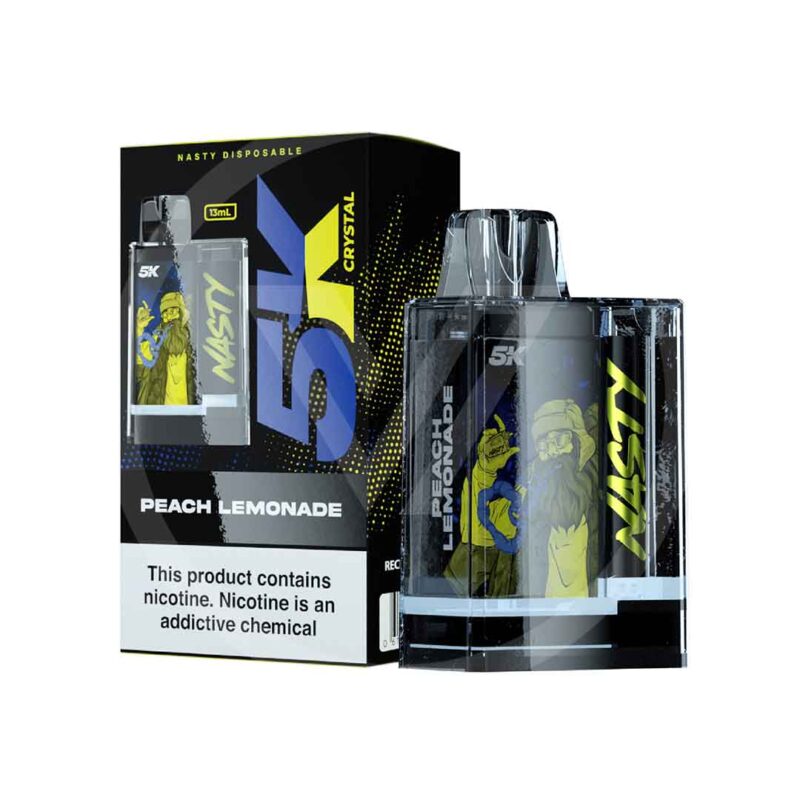 NASTY DISPOSABLE
13mL
5K
CRYSTAL
5K
NASTY
PEACH LEMONADE
This product contains
nicotine. Nicotine is an
addictive chemical
REC
5K
PEACH
LEMONADE
NASTY